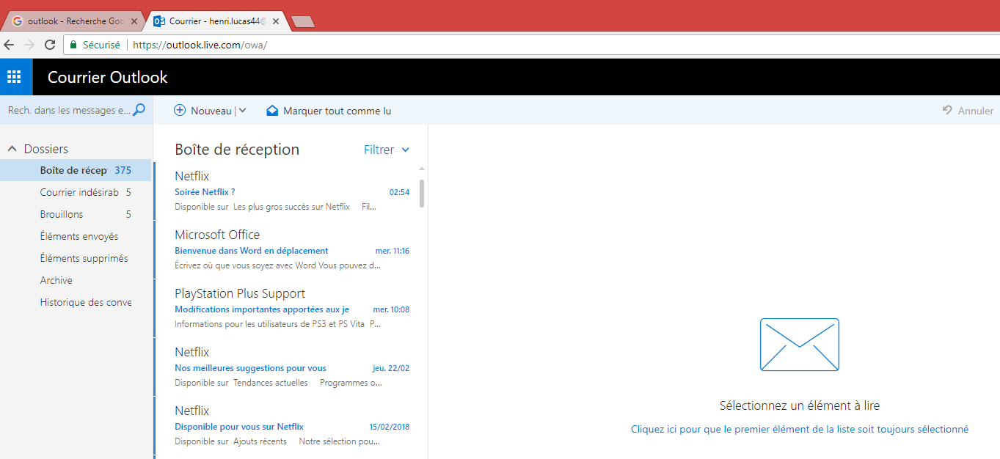 outlook - Recherche Goo
Courrier - henri.lucas44@
Sécurisé
https://outlook.live.com/owa/
Courrier Outlook
Rech. dans les messages e...
Nouveau
Marquer tout comme lu
Annuler
Dossiers
Boîte de récep 375
Courrier indésirab 5
Brouillons 5
Éléments envoyés
Éléments supprimés
Archive
Historique des conve
Boîte de réception
Filtrer
Netflix
Soirée Netflix ? 02:54
Disponible sur Les plus gros succès sur Netflix Fil...
Microsoft Office
Bienvenue dans Word en déplacement mer. 11:16
Écrivez où que vous soyez avec Word Vous pouvez d...
PlayStation Plus Support
Modifications importantes apportées aux je mer. 10:08
Informations pour les utilisateurs de PS3 et PS Vita P...
Netflix
Nos meilleures suggestions pour vous jeu. 22/02
Disponible sur Tendances actuelles Programmes o...
Netflix
Disponible pour vous sur Netflix 15/02/2018
Disponible sur Ajouts récents Notre sélection pou...
Sélectionnez un élément à lire
Cliquez ici pour que le premier élément de la liste soit toujours sélectionné